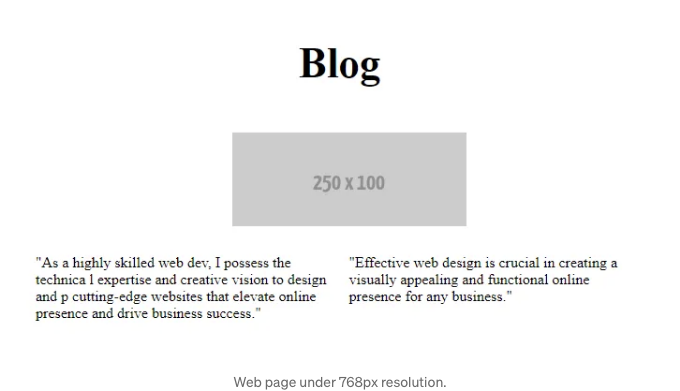 Blog
250 x 100
"As a highly skilled web dev, I possess the
technica l expertise and creative vision to design
and p cutting-edge websites that elevate online
presence and drive business success."
"Effective web design is crucial in creating a
visually appealing and functional online
presence for any business."
Web page under 768px resolution.